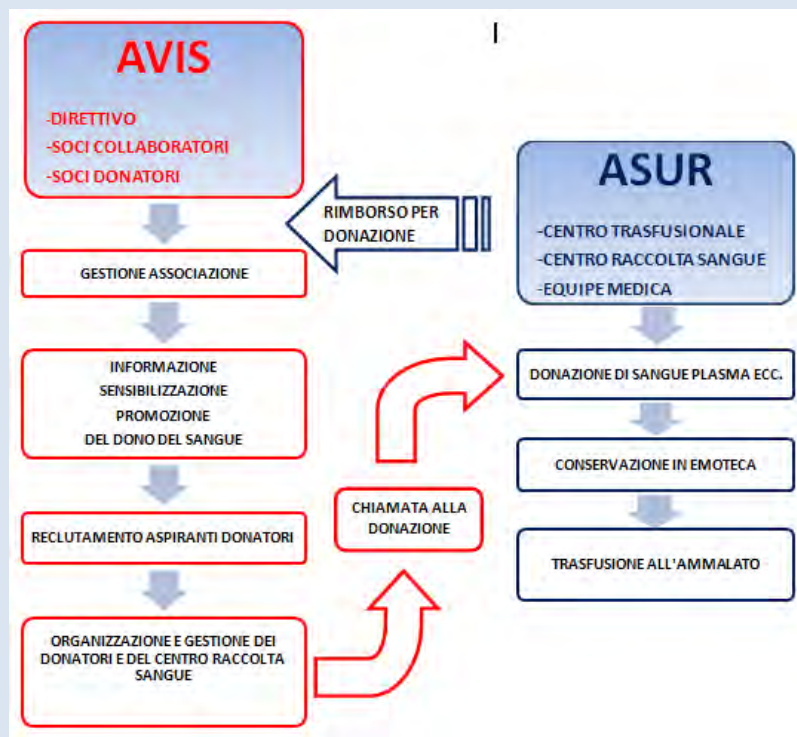 AVIS
-DIRETTIVO
-SOCI COLLABORATORI
-SOCI DONATORI
GESTIONE ASSOCIAZIONE
INFORMAZIONE
SENSIBILIZZAZIONE
PROMOZIONE
DEL DONO DEL SANGUE
RECLUTAMENTO ASPIRANTI DONATORI
ORGANIZZAZIONE E GESTIONE DEI
DONATORI E DEL CENTRO RACCOLTA
SANGUE
CHIAMATA ALLA
DONAZIONE
RIMBORSO PER
DONAZIONE
ASUR
-CENTRO TRASFUSIONALE
-CENTRO RACCOLTA SANGUE
-EQUIPE MEDICA
DONAZIONE DI SANGUE PLASMA ECC.
CONSERVAZIONE IN EMOTECA
TRASFUSIONE ALL'AMMALATO